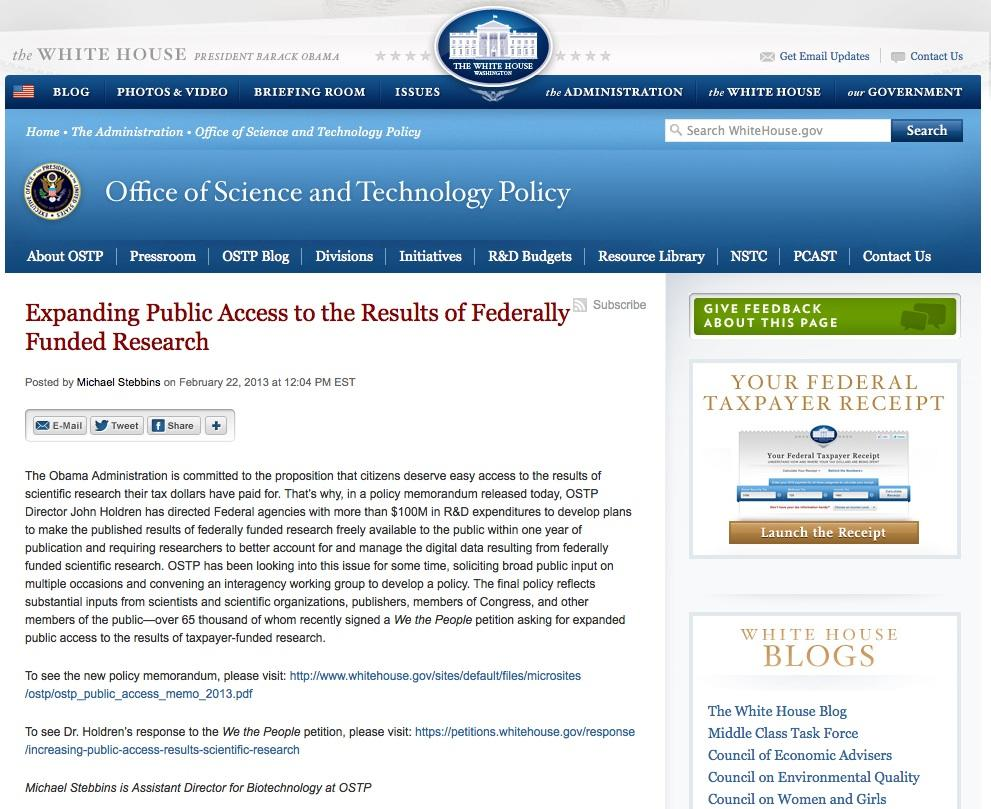 the WHITE HOUSE PRESIDENT BARACK OBAMA
THE WHITE HOUSE
WASHINGTON
Get Email Updates
Contact Us
BLOG
PHOTOS & VIDEO
BRIEFING ROOM
ISSUES
the ADMINISTRATION
the WHITE HOUSE
our GOVERNMENT
Home • The Administration • Office of Science and Technology Policy
Search WhiteHouse.gov
Search
Office of Science and Technology Policy
About OSTP
Pressroom
OSTP Blog
Divisions
Initiatives
R&D Budgets
Resource Library
NSTC
PCAST
Contact Us
Expanding Public Access to the Results of Federally
Funded Research
Subscribe
Posted by Michael Stebbins on February 22, 2013 at 12:04 PM EST
E-Mail
Tweet
Share
The Obama Administration is committed to the proposition that citizens deserve easy access to the results of
scientific research their tax dollars have paid for. That's why, in a policy memorandum released today, OSTP
Director John Holdren has directed Federal agencies with more than $100M in R&D expenditures to develop plans
to make the published results of federally funded research freely available to the public within one year of
publication and requiring researchers to better account for and manage the digital data resulting from federally
funded scientific research. OSTP has been looking into this issue for some time, soliciting broad public input on
multiple occasions and convening an interagency working group to develop a policy. The final policy reflects
substantial inputs from scientists and scientific organizations, publishers, members of Congress, and other
members of the public—over 65 thousand of whom recently signed a We the People petition asking for expanded
public access to the results of taxpayer-funded research.
To see the new policy memorandum, please visit: http://www.whitehouse.gov/sites/default/files/microsites
/ostp/ostp_public_access_memo_2013.pdf
To see Dr. Holdren's response to the We the People petition, please visit: https://petitions.whitehouse.gov/response
/increasing-public-access-results-scientific-research
Michael Stebbins is Assistant Director for Biotechnology at OSTP
GIVE FEEDBACK
ABOUT THIS PAGE
YOUR FEDERAL
TAXPAYER RECEIPT
Your Federal Taxpayer Receipt
Launch the Receipt
WHITE HOUSE
BLOGS
The White House Blog
Middle Class Task Force
Council of Economic Advisers
Council on Environmental Quality
Council on Women and Girls